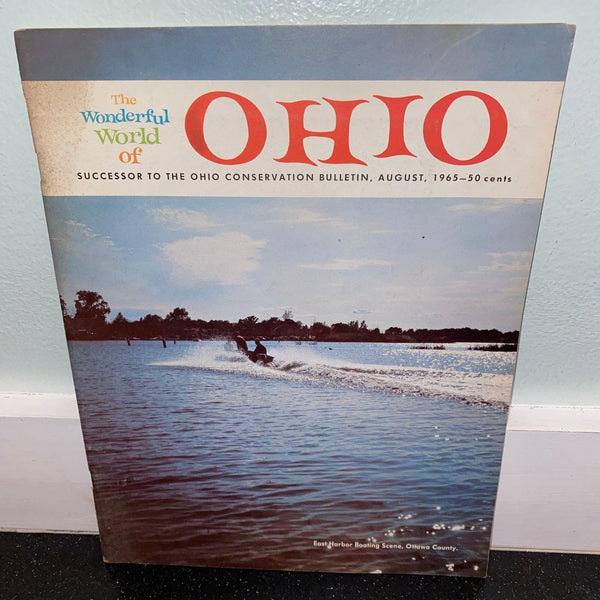 The
Wonderful
World
of
OHIO
SUCCESSOR TO THE OHIO CONSERVATION BULLETIN, AUGUST, 1965—50 cents
East Harbor Boating Scene, Ottawa County.